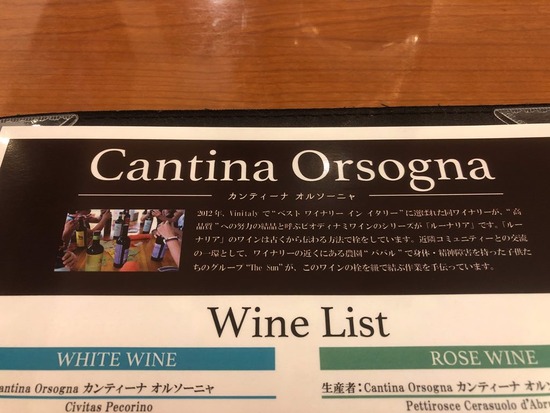 Cantina Orsogna
カンティーナ オルソーニャ
2012年、Vinitalyで“ベスト ワイナリー イン イタリー”に選ばれた同ワイナリーが、“高
品質”への努力の結晶と呼ぶビオディナミワインのシリーズが「ルーナリア」です。「ルー
ナリア」のワインは古くから伝わる方法で栓をしています。近隣コミュニティーとの交流
の一環として、ワイナリーの近くにある農園“パパル”で身体・精神障害を持った子供た
ちのグループ“The Sun”が、このワインの栓を紐で結ぶ作業を手伝っています。
Wine List
WHITE WINE
ROSE WINE
antina Orsogna カンティーナ オルソーニャ
生産者:Cantina Orsogna カンティーナ オル
Civitas Pecorino
Pettirosce Cerasuolo d'Abr